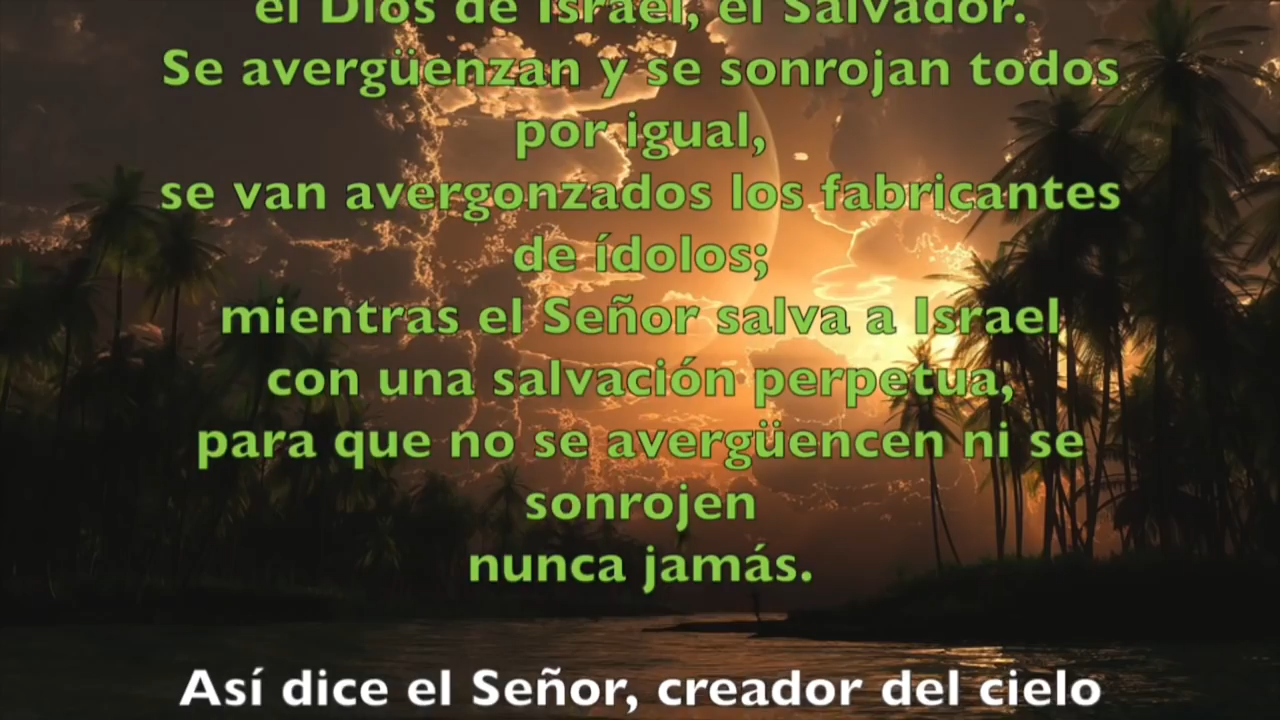 el Dios de Israel, el Salvador.
Se avergüenzan y se sonrojan todos
por igual,
se van avergonzados los fabricantes
de ídolos;
mientras el Señor salva a Israel
con una salvación perpetua,
para que no se avergüencen ni se
sonrojen
nunca jamás.
Así dice el Señor, creador del cielo